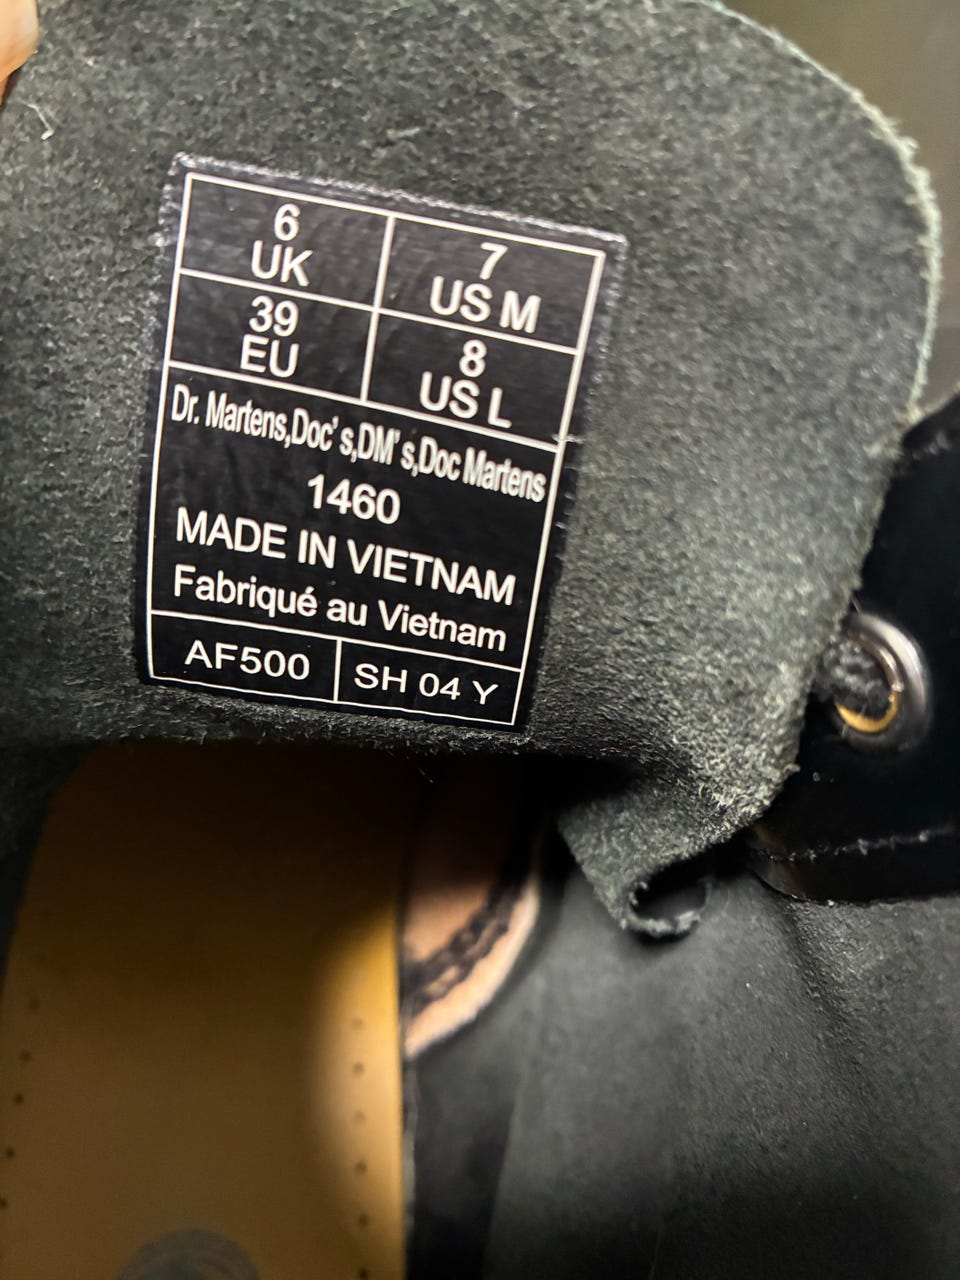 6
UK
7
US M
39
EU
8
US L
Dr. Martens,Doc's,DM's,Doc Martens
1460
MADE IN VIETNAM
Fabriqué au Vietnam
AF500
SH 04 Y